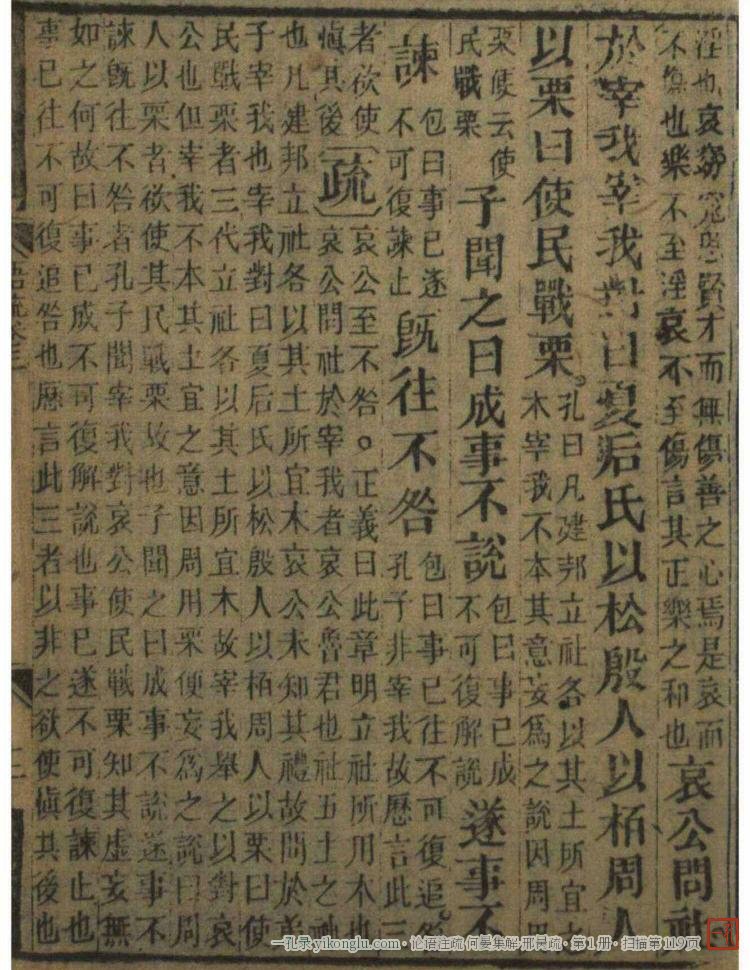 淫也哀窈窕思賢才而無傷善之心焉是哀而
不傷也樂不至淫哀不至傷言其正樂之和也
哀公問社
於宰我宰我對曰夏后氏以松殷人以栢周人
以栗曰使民戰栗
孔曰凡建邦立社各以其土所宜之
木宰我不本其意妄爲之說因周用
栗便云使
民戰栗
子聞之曰成事不說
包曰事已成
不可復解說
遂事不
諫
包曰事已遂
不可復諫止
旣往不咎
包曰事已往不可復追咎
孔子非宰我故歷言此三
者欲使
愼其後
疏
哀公至不咎。正義曰此章明立社所用木也
哀公問社於宰我者哀公魯君也社五土之神
也凡建邦立社各以其土所宜木哀公未知其禮故問於弟
子宰我也宰我對曰夏后氏以松殷人以栢周人以栗曰使
民戰栗者三代立社各以其土所宜木故宰我舉之以對哀
公也但宰我不本其土宜之意因周用栗便妄爲之說曰周
人以栗者欲使其民戰栗故也子聞之曰成事不說遂事不
諫旣往不咎者孔子聞宰我對哀公使民戰栗知其虛妄無
如之何故曰事已成不可復解說也事已遂不可復諫止也
事已往不可復追咎也歷言此三者以非之欲使愼其後也
語疏卷三
三
一孔录 yikonglu.com · 论语注疏 何晏集解 邢昺疏 · 第1册 · 扫描第119页